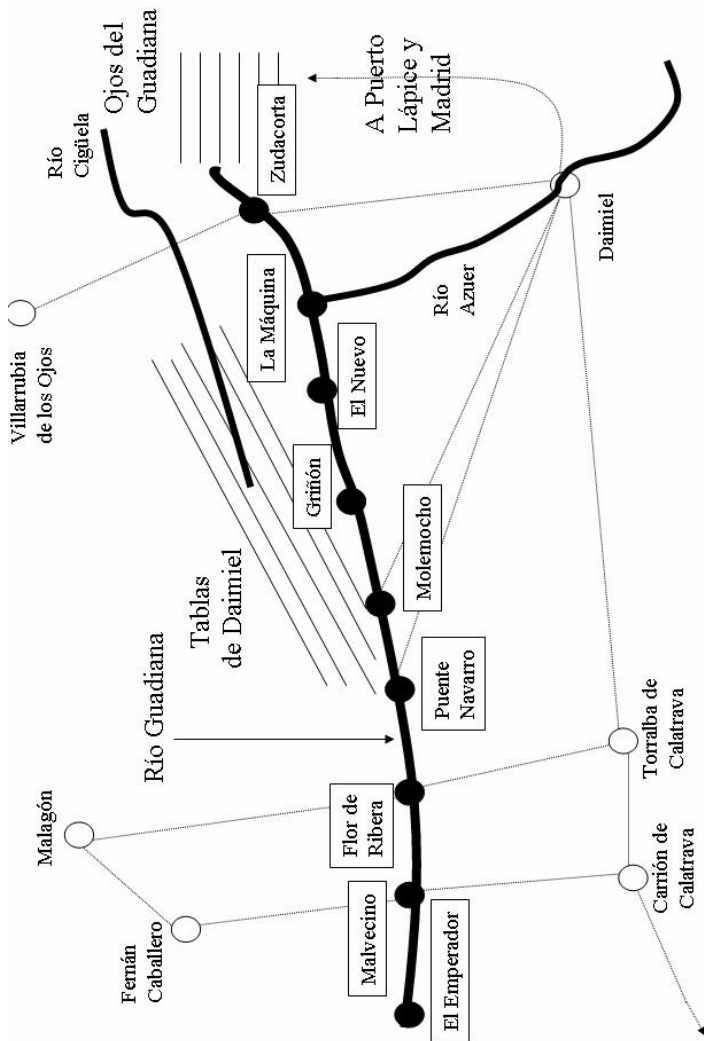 Villarrubia
de los Ojos
Río
Cigüela
Ojos del
Guadiana
Malagón
Fernán
Caballero
Río Guadiana
Tablas
de Daimiel
La Máquina
Zudacorta
Griñón
El Nuevo
A Puerto
Lápice y
Madrid
Flor de
Ribera
Malvecino
El Emperador
Puente
Navarro
Molemocho
Río
Azuer
Daimiel
Carrión de
Calatrava
Torralba de
Calatrava